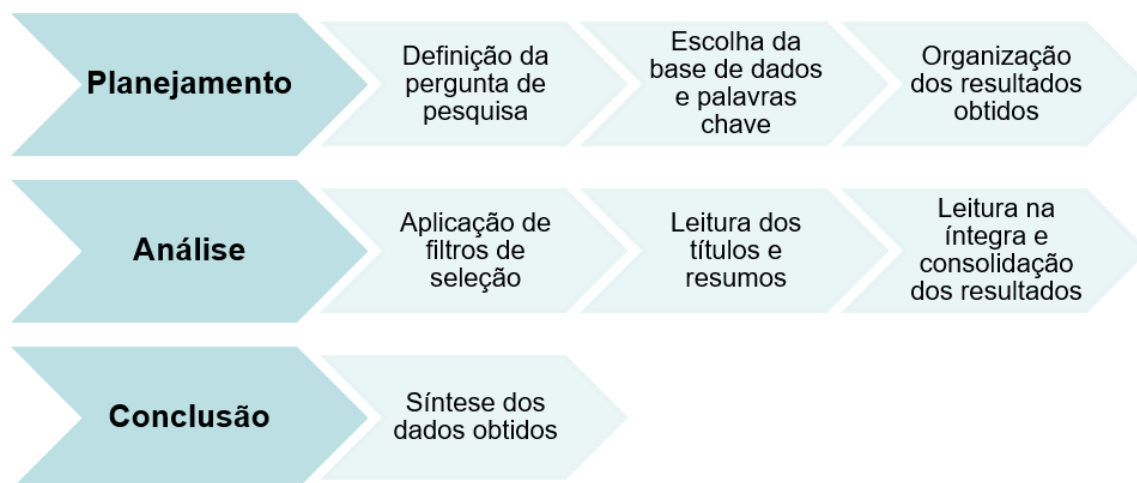 Planejamento
Definição da
pergunta de
pesquisa
Escolha da
base de dados
e palavras
chave
Organização
dos resultados
obtidos
Análise
Aplicação de
filtros de
seleção
Leitura dos
títulos e
resumos
Leitura na
íntegra e
consolidação
dos resultados
Conclusão
Síntese dos
dados obtidos